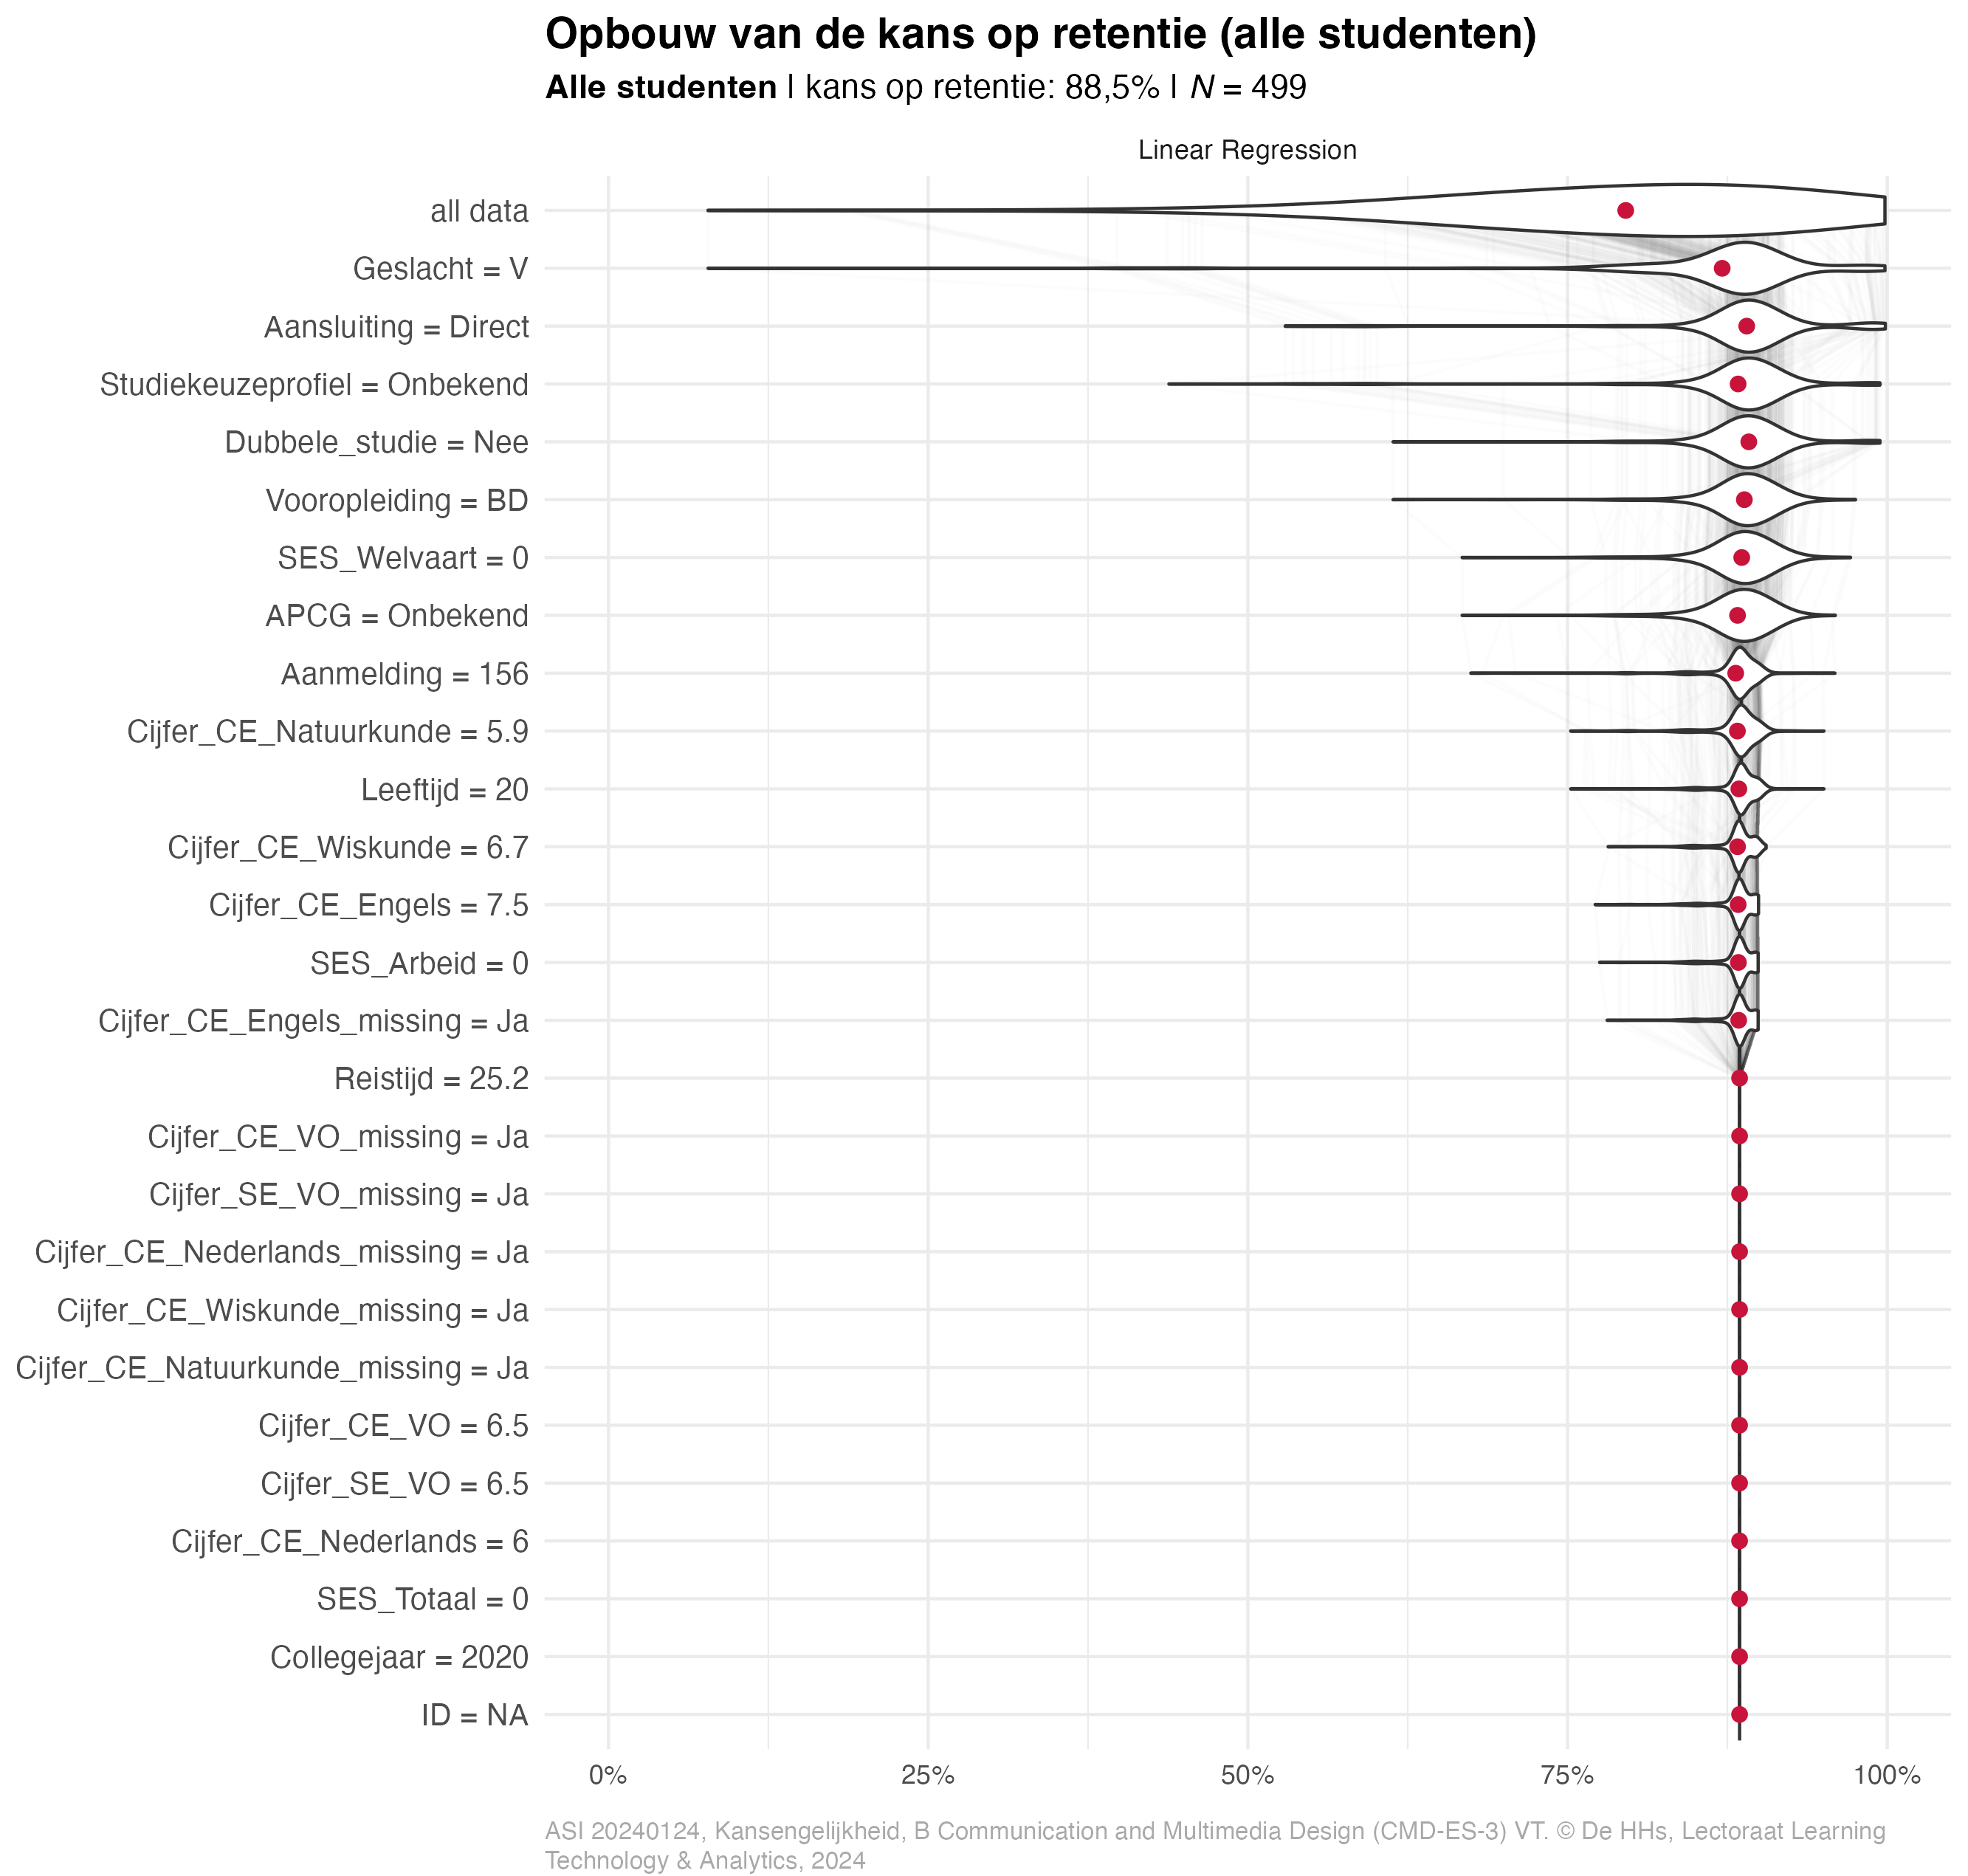 Opbouw van de kans op retentie (alle studenten)
Alle studenten | kans op retentie: 88,5% | N = 499
Linear Regression
all data
Geslacht = V
Aansluiting = Direct
Studiekeuzeprofiel = Onbekend
Dubbele_studie = Nee
Vooropleiding = BD
SES_Welvaart = 0
APCG = Onbekend
Aanmelding = 156
Cijfer_CE_Natuurkunde = 5.9
Leeftijd = 20
Cijfer_CE_Wiskunde = 6.7
Cijfer_CE_Engels = 7.5
SES_Arbeid = 0
Cijfer_CE_Engels_missing = Ja
Reistijd = 25.2
Cijfer_CE_VO_missing = Ja
Cijfer_SE_VO_missing = Ja
Cijfer_CE_Nederlands_missing = Ja
Cijfer_CE_Wiskunde_missing = Ja
Cijfer_CE_Natuurkunde_missing = Ja
Cijfer_CE_VO = 6.5
Cijfer_SE_VO = 6.5
Cijfer_CE_Nederlands = 6
SES_Totaal = 0
Collegejaar = 2020
ID = NA
0% 25% 50% 75% 100%
ASI 20240124, Kansengelijkheid, B Communication and Multimedia Design (CMD-ES-3) VT. © De HHs, Lectoraat Learning
Technology & Analytics, 2024